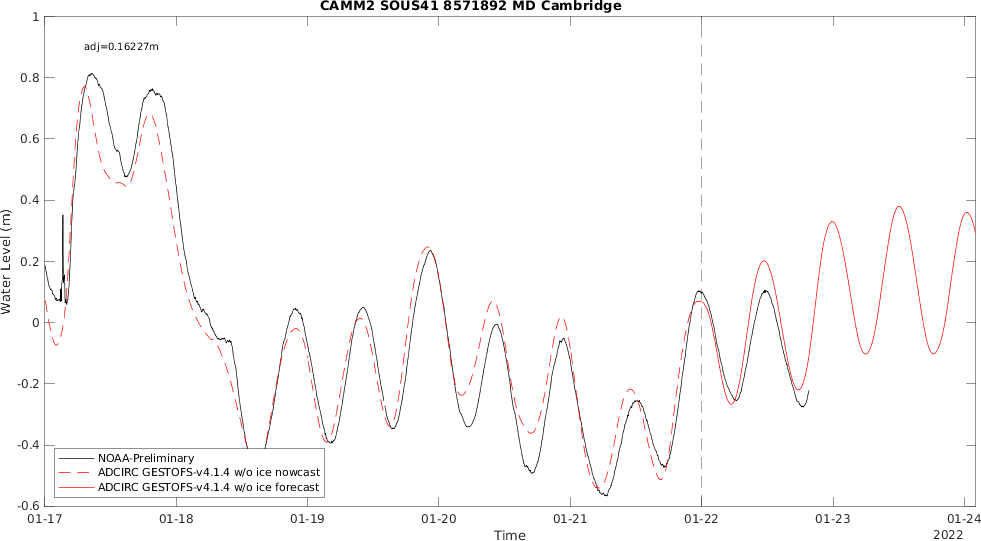 CAMM2 SOUS41 8571892 MD Cambridge
adj=0.16227m
Water Level (m)
1
0.8
0.6
0.4
0.2
0
-0.2
-0.4
-0.6
NOAA-Preliminary
ADCIRC GESTOFS-v4.1.4 w/o ice nowcast
ADCIRC GESTOFS-v4.1.4 w/o ice forecast
01-17 01-18 01-19 01-20 01-21 01-22 01-23 01-24
Time
2022